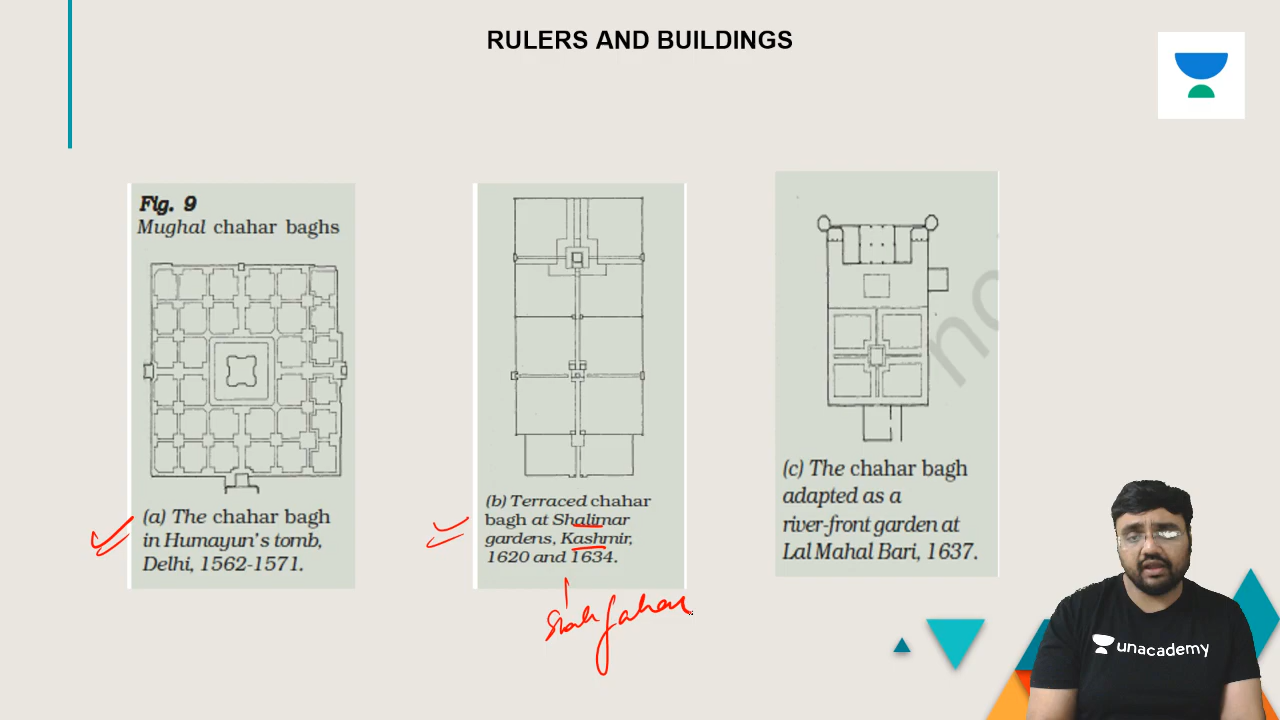 RULERS AND BUILDINGS
Fig. 9
Mughal chahar baghs
(a) The chahar bagh
in Humayun's tomb,
Delhi, 1562-1571.
(b) Terraced chahar
bagh at Shalimar
gardens, Kashmir,
1620 and 1634.
Shah Jahan
no
(c) The chahar bagh
adapted as a
river-front garden at
Lal Mahal Bari, 1637.
unacademy